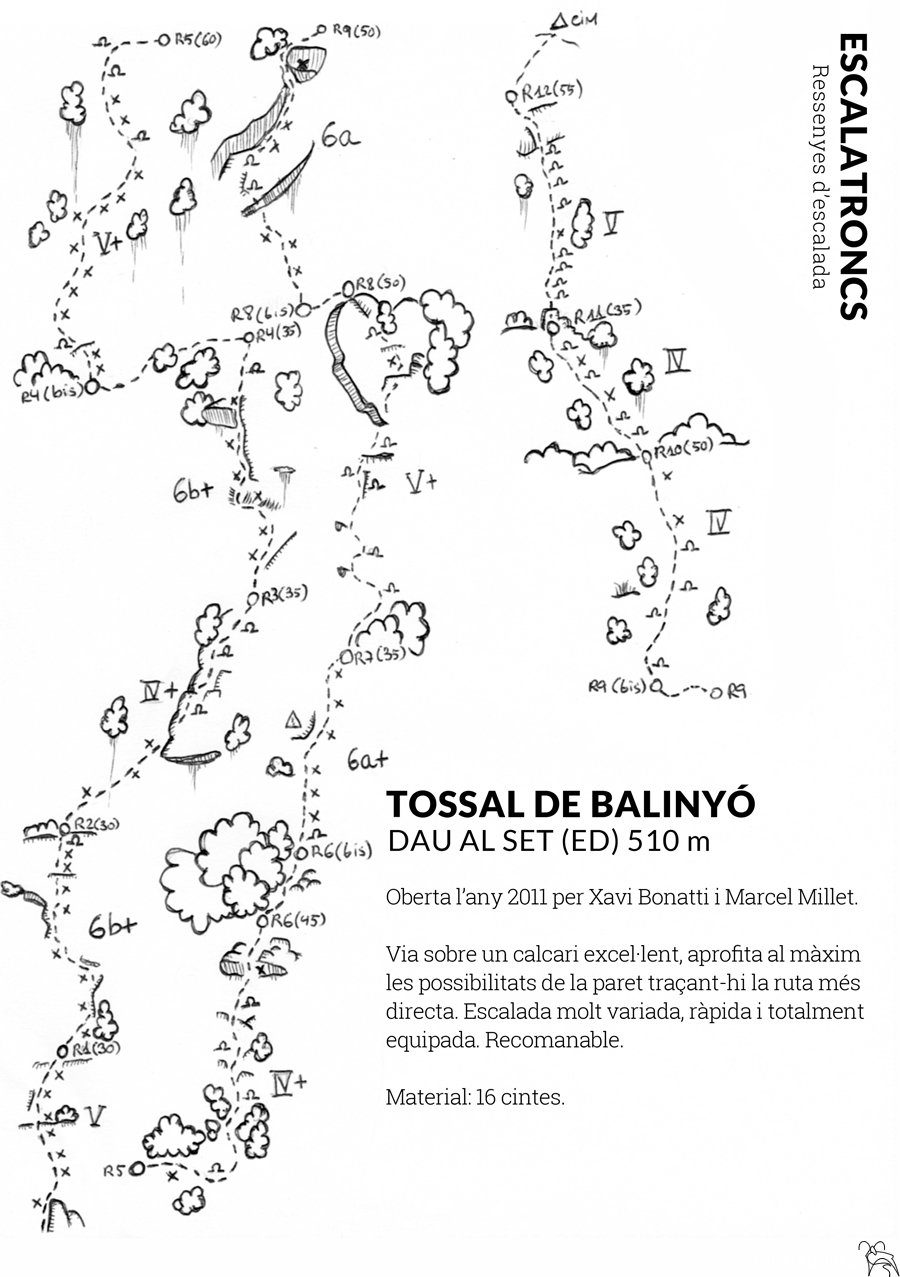 ESCALATRONCS
Ressenyes d'escalada
R5(60)
R9(50)
6a
V+
R8(bis)
R8(50)
R4(35)
R4(bis)
6b+
V+
R3(35)
IV+
R7(35)
6a+
R2(30)
R6(bis)
6b+
R6(45)
R1(30)
IV+
V
R5
CIM
R12(55)
V
R11(35)
IV
R10(50)
IV
R9(bis)
R9
TOSSAL DE BALINYÓ
DAU AL SET (ED) 510 m
Oberta l'any 2011 per Xavi Bonatti i Marcel Millet.
Via sobre un calcari excel·lent, aprofita al màxim
les possibilitats de la paret traçant-hi la ruta més
directa. Escalada molt variada, ràpida i totalment
equipada. Recomanable.
Material: 16 cintes.